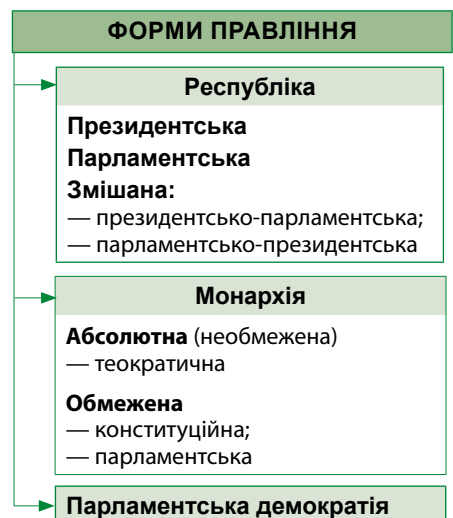 ФОРМИ ПРАВЛІННЯ
Республіка
Президентська
Парламентська
Змішана:
— президентсько-парламентська;
— парламентсько-президентська
Монархія
Абсолютна (необмежена)
— теократична
Обмежена
— конституційна;
— парламентська
Парламентська демократія